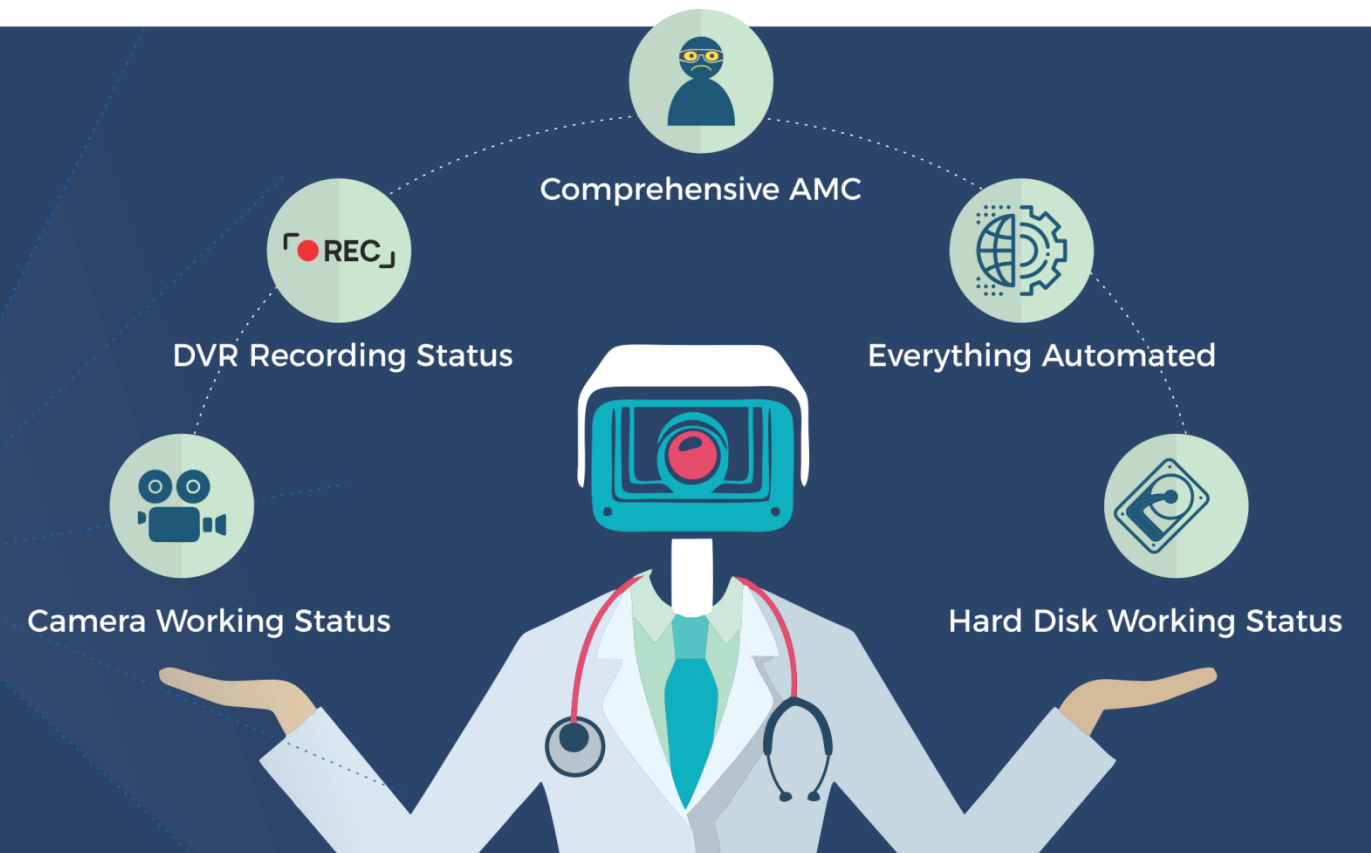 Comprehensive AMC
REC
DVR Recording Status
Everything Automated
Camera Working Status
Hard Disk Working Status